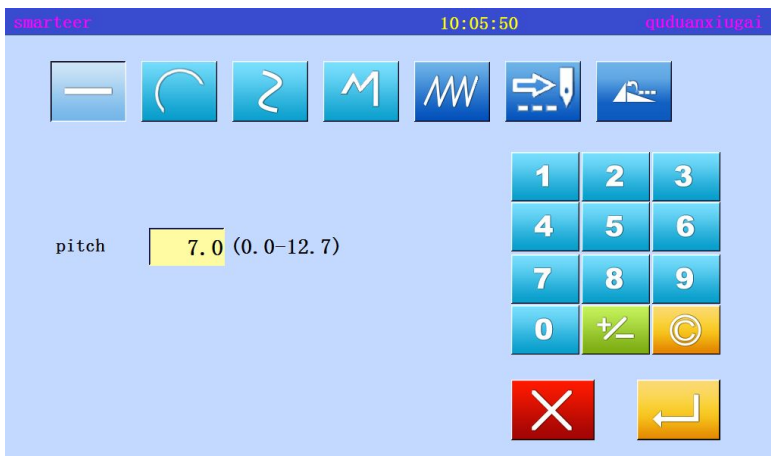 smarteer 10:05:50 quduanxiugai
1 2 3
pitch 7.0 (0.0-12.7)
4 5 6
7 8 9
0 +/- ©